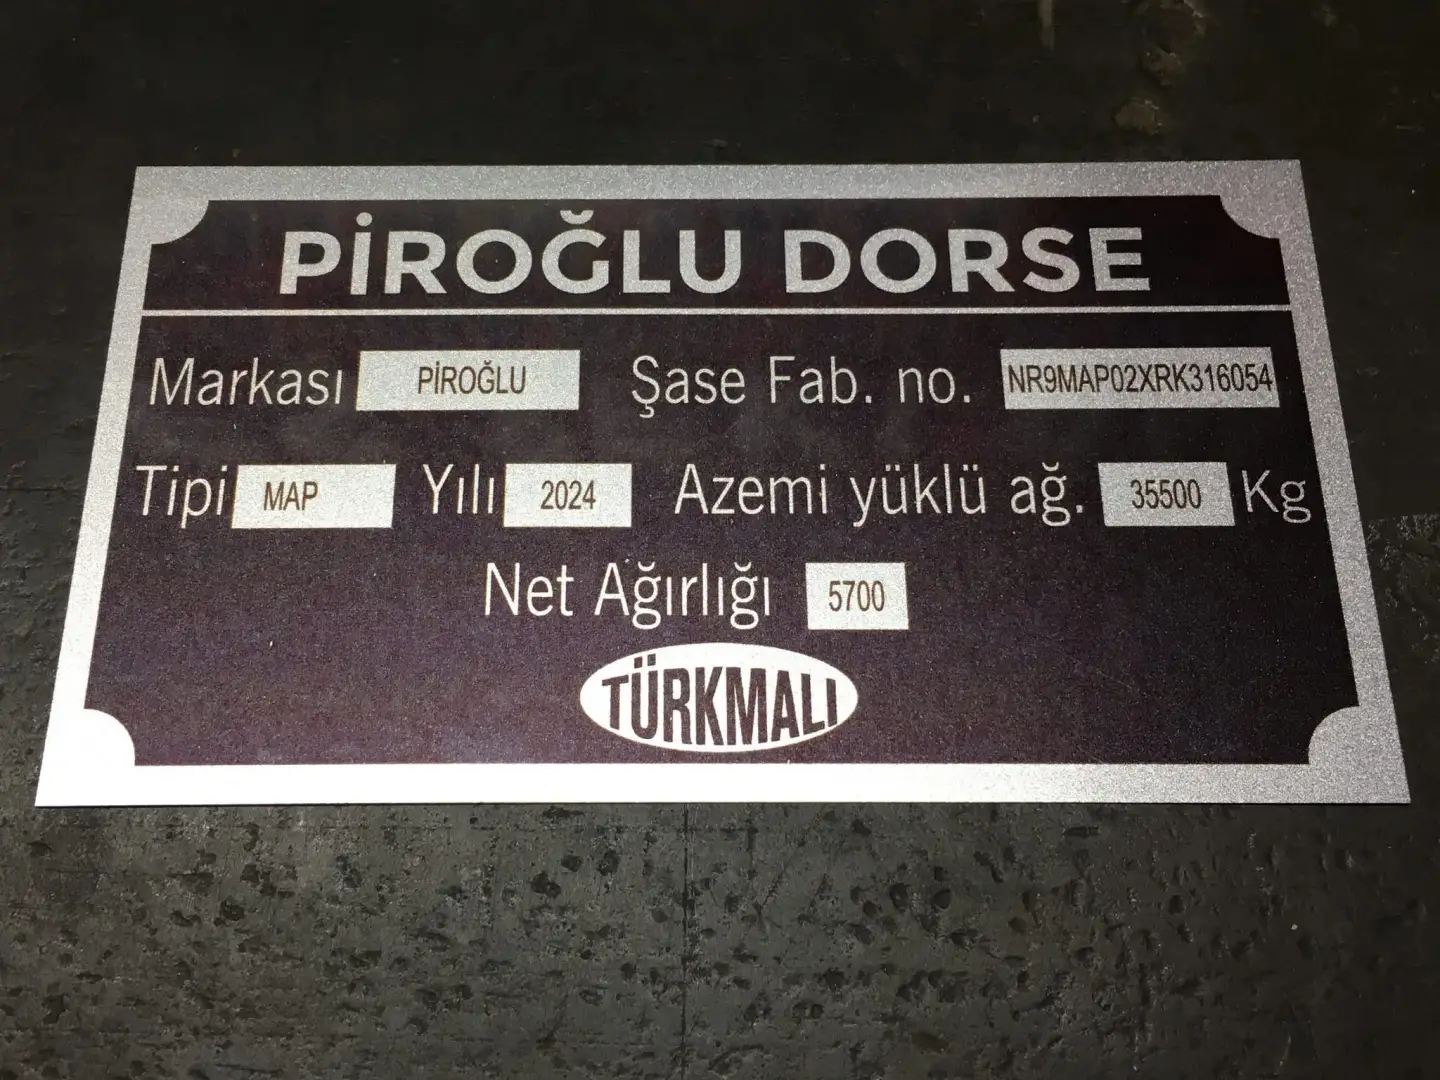 PİROĞLU DORSE
Markası PİROĞLU Şase Fab. no. NR9MAP02XRK316054
Tipi MAP Yılı 2024 Azemi yüklü ağ. 35500 Kg
Net Ağırlığı 5700
TÜRKMALI